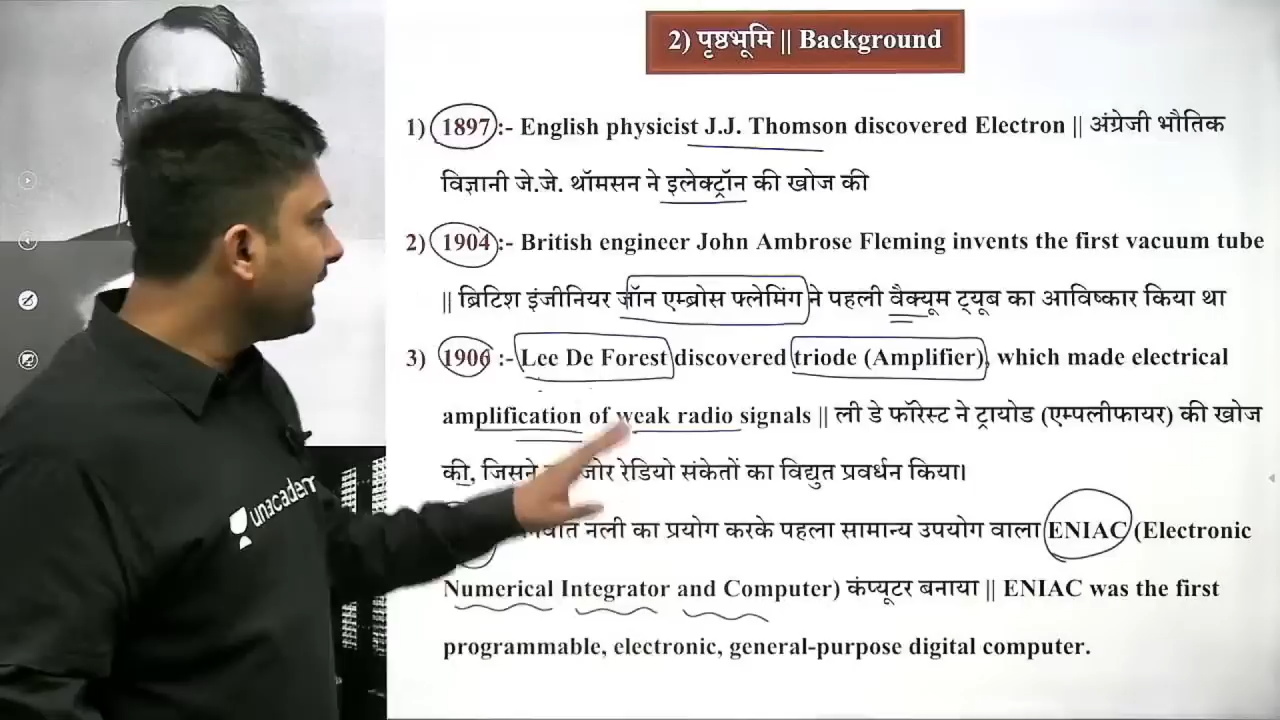 2) पृष्ठभूमि || Background
1) 1897 :- English physicist J.J. Thomson discovered Electron || अंग्रेजी भौतिक
विज्ञानी जे.जे. थॉमसन ने इलेक्ट्रॉन की खोज की
2) 1904 :- British engineer John Ambrose Fleming invents the first vacuum tube
|| ब्रिटिश इंजीनियर जॉन एम्ब्रोस फ्लेमिंग ने पहली वैक्यूम ट्यूब का आविष्कार किया था
3) 1906 :- Lee De Forest discovered triode (Amplifier), which made electrical
amplification of weak radio signals || ली डे फॉरेस्ट ने ट्रायोड (एम्पलीफायर) की खोज
की, जिसने रेडियो संकेतों का विद्युत प्रवर्धन किया।
नली का प्रयोग करके पहला सामान्य उपयोग वाला ENIAC (Electronic
Numerical Integrator and Computer) कंप्यूटर बनाया || ENIAC was the first
programmable, electronic, general-purpose digital computer.